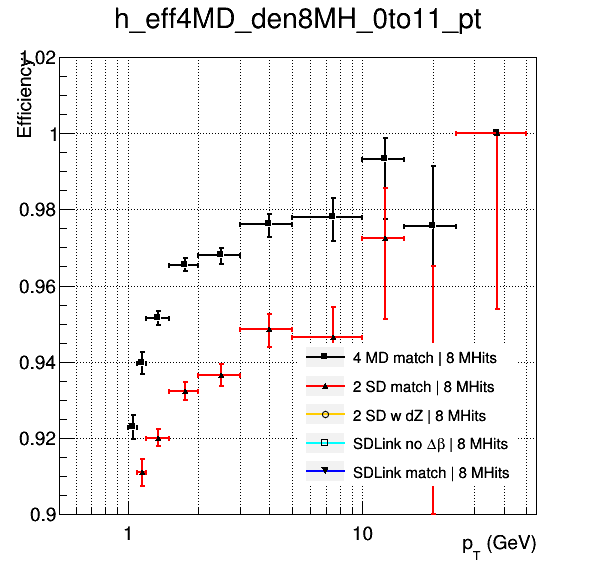 h_eff4MD_den8MH_0to11_pt
Efficiency
1.02
1
0.98
0.96
0.94
0.92
0.9
4 MD match | 8 MHits
2 SD match | 8 MHits
2 SD w dZ | 8 MHits
SDLink no Δβ | 8 MHits
SDLink match | 8 MHits
1
10
p_T (GeV)